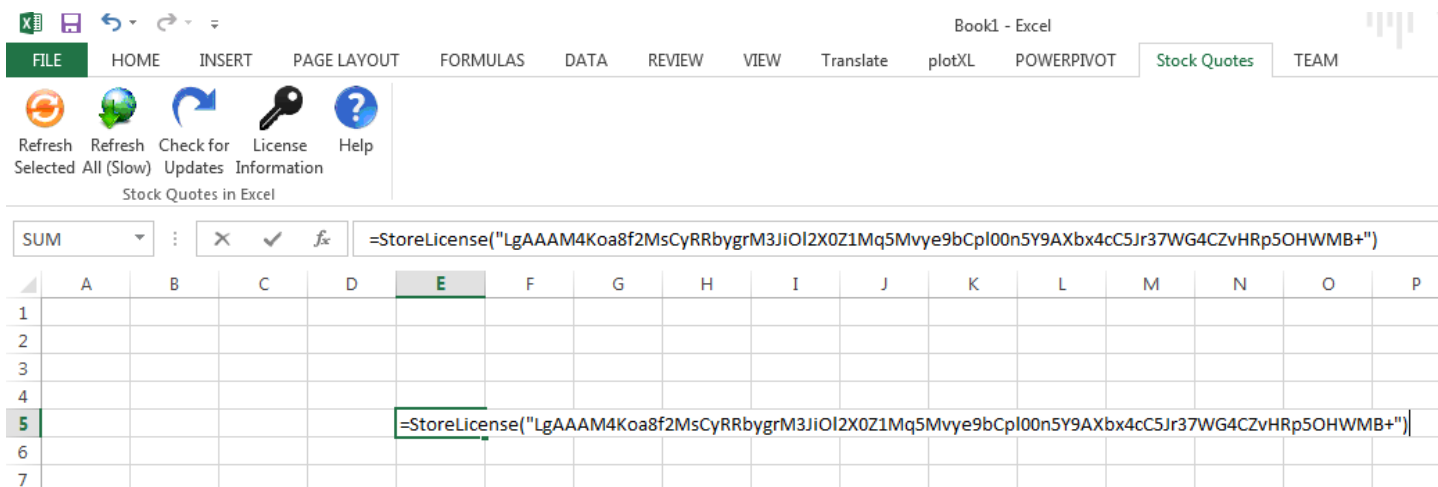 Book1 - Excel
FILE HOME INSERT PAGE LAYOUT FORMULAS DATA REVIEW VIEW Translate plotXL POWERPIVOT Stock Quotes TEAM
Refresh Refresh Check for License Help
Selected All (Slow) Updates Information
Stock Quotes in Excel
SUM fx =StoreLicense("LgAAAM4Koa8f2MsCyRRbygrM3JiOl2X0Z1Mq5Mvye9bCpl00n5Y9AXbx4cC5Jr37WG4CZvHRp5OHWMB+")
A B C D E F G H I J K L M N O P
1
2
3
4
5 =StoreLicense("LgAAAM4Koa8f2MsCyRRbygrM3JiOl2X0Z1Mq5Mvye9bCpl00n5Y9AXbx4cC5Jr37WG4CZvHRp5OHWMB+")
6
7